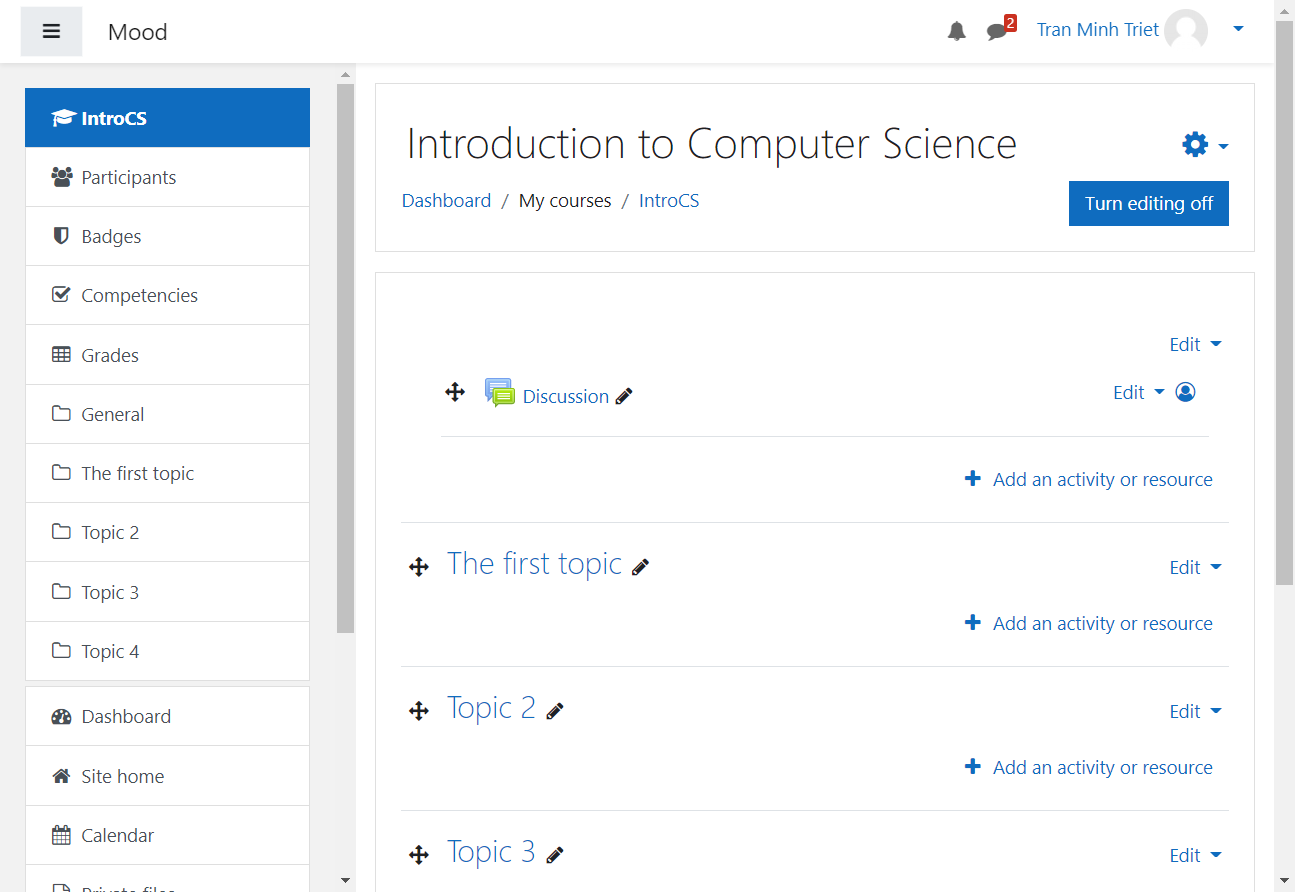 Mood
2
Tran Minh Triet
IntroCS
Participants
Badges
Competencies
Grades
General
The first topic
Topic 2
Topic 3
Topic 4
Dashboard
Site home
Calendar
Private files
Introduction to Computer Science
Dashboard / My courses / IntroCS
Turn editing off
Edit
Discussion Edit
Add an activity or resource
The first topic Edit
Add an activity or resource
Topic 2 Edit
Add an activity or resource
Topic 3 Edit